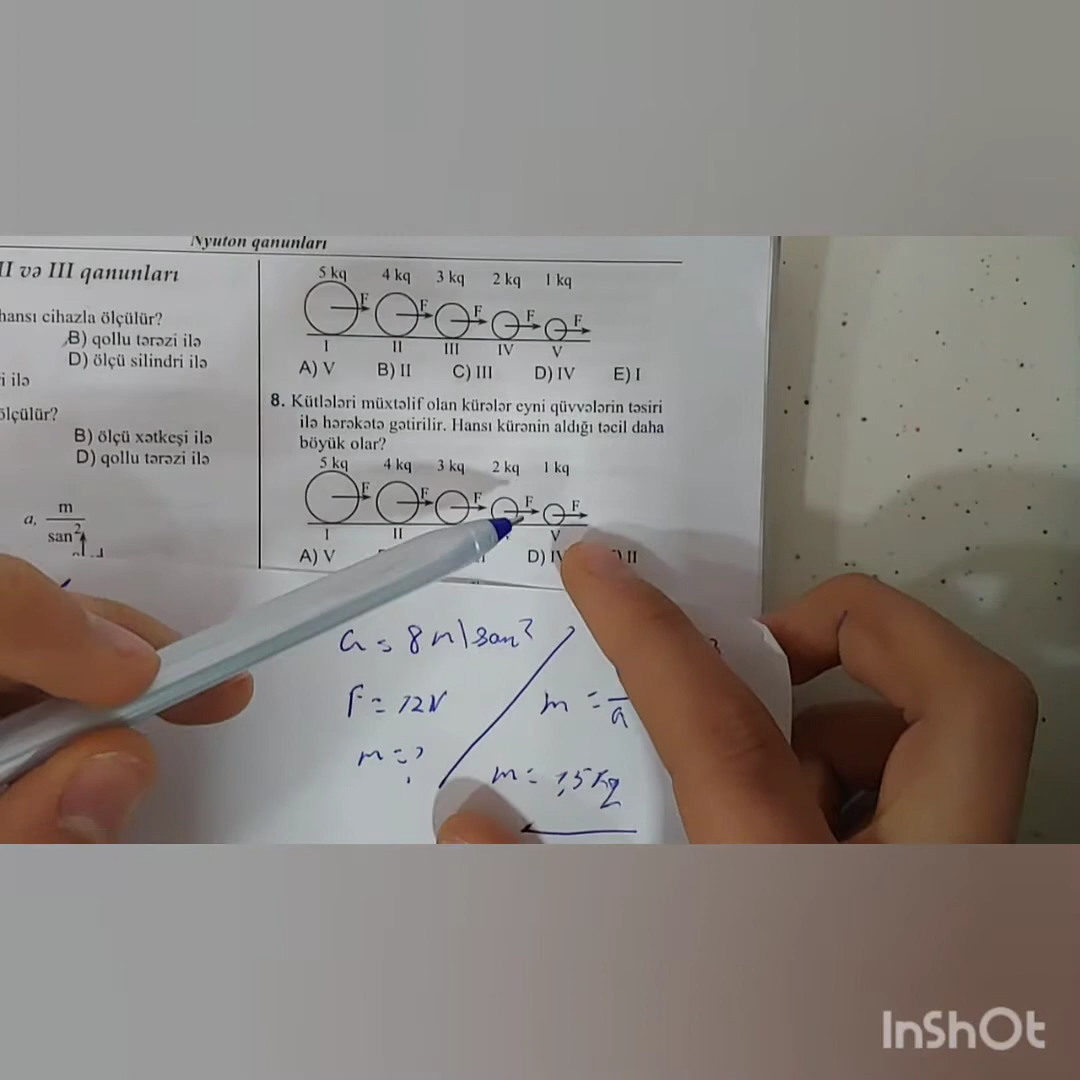 Nyuton qanunları
II və III qanunları
hansı cihazla ölçülür?
B) qollu tərəzi ilə
D) ölçü silindri ilə
i ilə
ölçülür?
B) ölçü xətkeşi ilə
D) qollu tərəzi ilə
a, m
san²
5 kq 4 kq 3 kq 2 kq 1 kq
F F F F F
I II III IV V
A) V B) II C) III D) IV E) I
8. Kütlələri müxtəlif olan kürələr eyni qüvvələrin təsiri
ilə hərəkətə gətirilir. Hansı kürənin aldığı təcil daha
böyük olar?
5 kq 4 kq 3 kq 2 kq 1 kq
F F F F F
I II V
A) V D) IV II
a = 8 m/san²
F = 12N
m = ?
m = a
m = 1,5 kq
InShOt